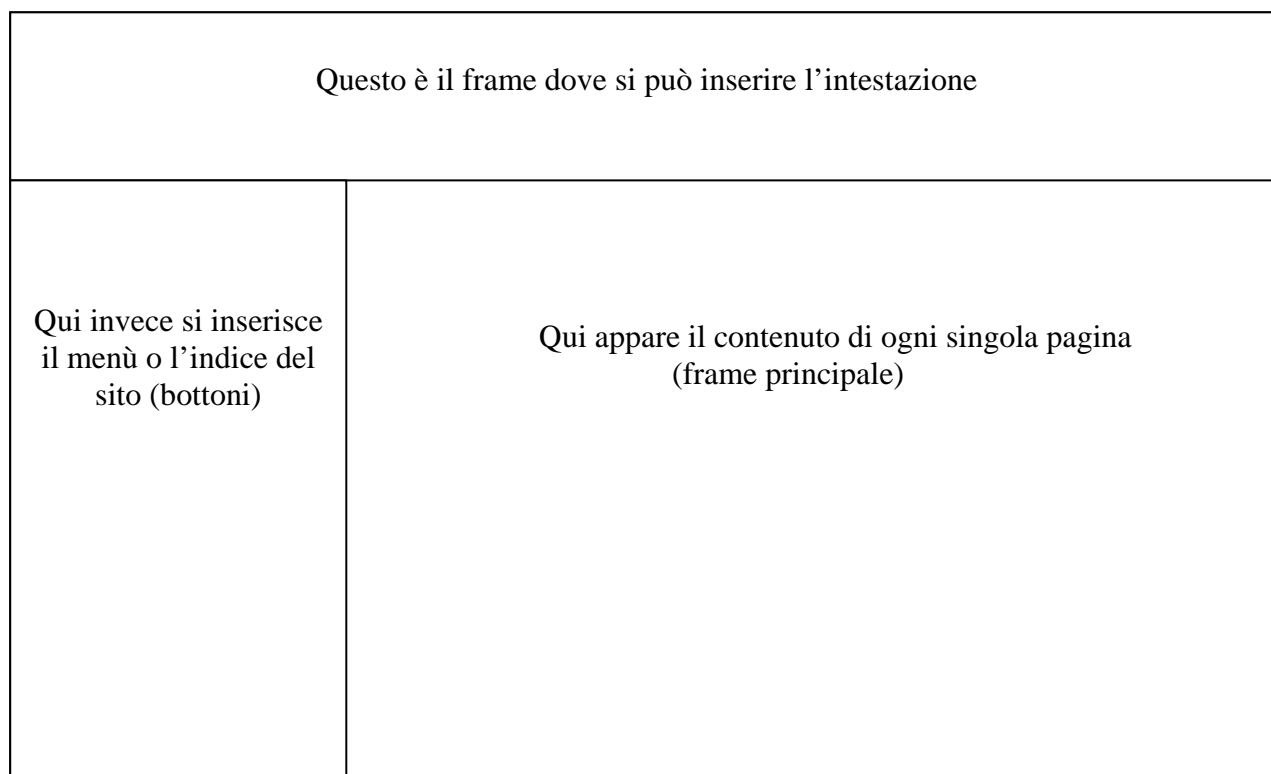 Questo è il frame dove si può inserire l’intestazione
Qui invece si inserisce
il menù o l’indice del
sito (bottoni)
Qui appare il contenuto di ogni singola pagina
(frame principale)